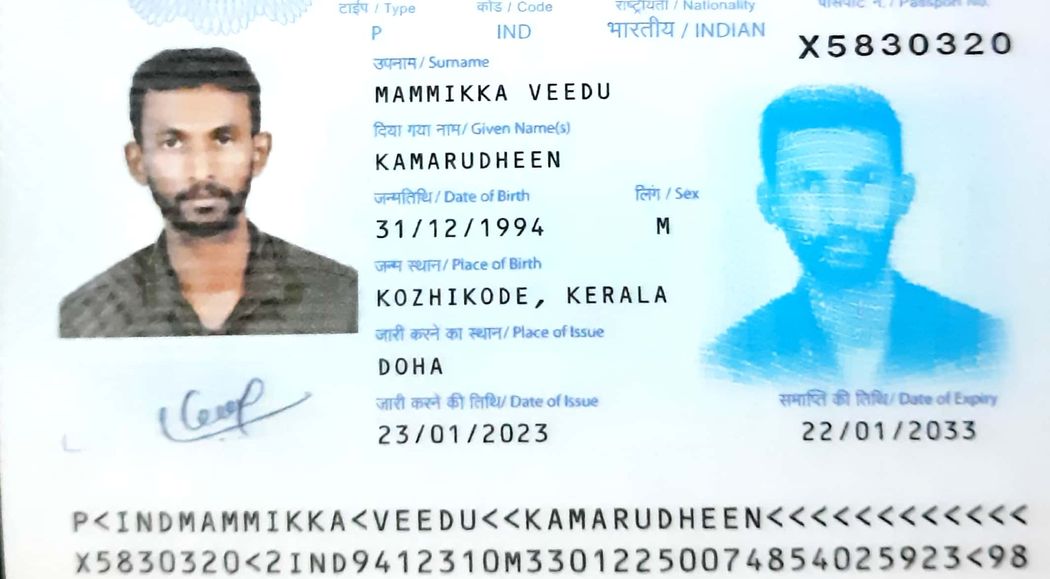 टाईप / Type कोड / Code राष्ट्रीयता / Nationality पासपोर्ट न. / Passport No.
P IND भारतीय / INDIAN X5830320
उपनाम / Surname
MAMMIKKA VEEDU
दिया गया नाम/ Given Name(s)
KAMARUDHEEN
जन्मतिथि / Date of Birth लिंग / Sex
31/12/1994 M
जन्म स्थान/ Place of Birth
KOZHIKODE, KERALA
जारी करने का स्थान/ Place of Issue
DOHA
जारी करने की तिथि/ Date of Issue समाप्ति की तिथि/ Date of Expiry
23/01/2023 22/01/2033
P<INDMAMMIKKA<VEEDU<<KAMARUDHEEN<<<<<<<<<<<<
X5830320<2IND9412310M3301225007485402592​3<98